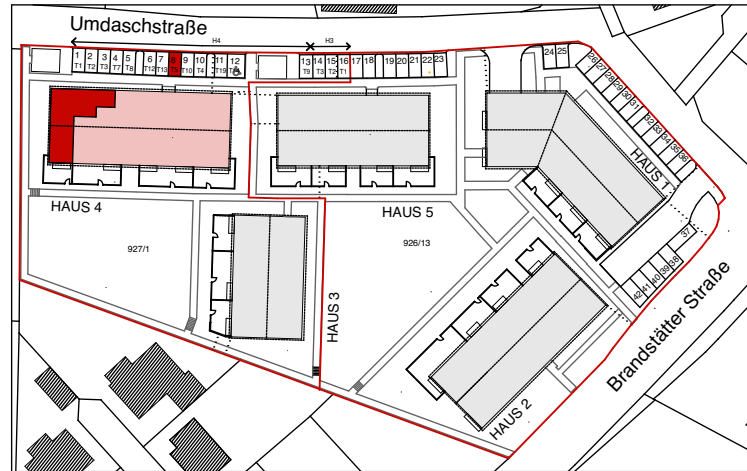 Umdaschstraße
H4 H3
1 2 3 4 5 6 7 8 9 10 11 12 13 14 15 16 17 18 19 20 21 22 23 24 25
T1 T2 T3 T7 T8 T12 T13 T10 T4 T19 T9 T3 T2 T1
26 27 28 29 30 31 32 33 34 35 36
HAUS 1
HAUS 4
HAUS 5
37
927/1
926/13
38 39 40 41 42
HAUS 3
HAUS 2
Brandstätter Straße